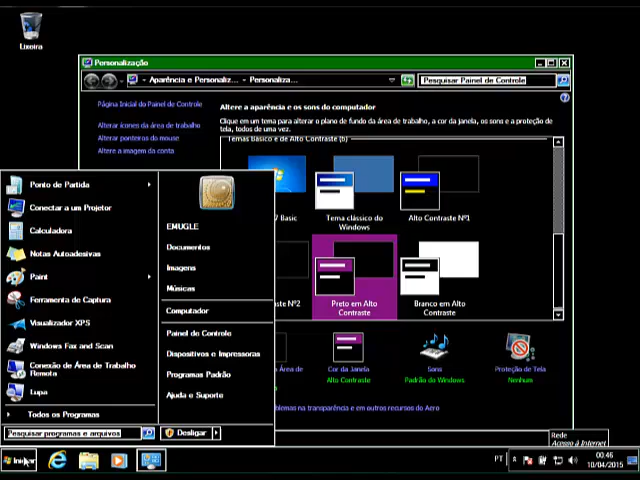 Lixeira
Personalização
Aparência e Personaliz...
Personaliza...
Pesquisar Painel de Controle
Página Inicial do Painel de Controle
Alterar ícones da área de trabalho
Alterar ponteiros do mouse
Altere a imagem da conta
Altere a aparência e os sons do computador
Clique em um tema para alterar o plano de fundo da área de trabalho, a cor da janela, os sons e a proteção de
tela, todos de uma vez.
Temas Básico e de Alto Contraste (6)
7 Basic
Tema clássico do
Windows
Alto Contraste Nº1
ste Nº2
Preto em Alto
Contraste
Branco em Alto
Contraste
Área de
Cor da Janela
Alto Contraste
Sons
Padrão do Windows
Proteção de Tela
Nenhum
blemas na transparência e em outros recursos do Aero
Ponto de Partida
Conectar a um Projetor
Calculadora
Notas Autoadesivas
Paint
Ferramenta de Captura
Visualizador XPS
Windows Fax and Scan
Conexão de Área de Trabalho
Remota
Lupa
Todos os Programas
Pesquisar programas e arquivos
EMUGLE
Documentos
Imagens
Músicas
Computador
Painel de Controle
Dispositivos e Impressoras
Programas Padrão
Ajuda e Suporte
Desligar
Rede
Acesso à Internet
Iniciar
PT
00:46
10/04/2015